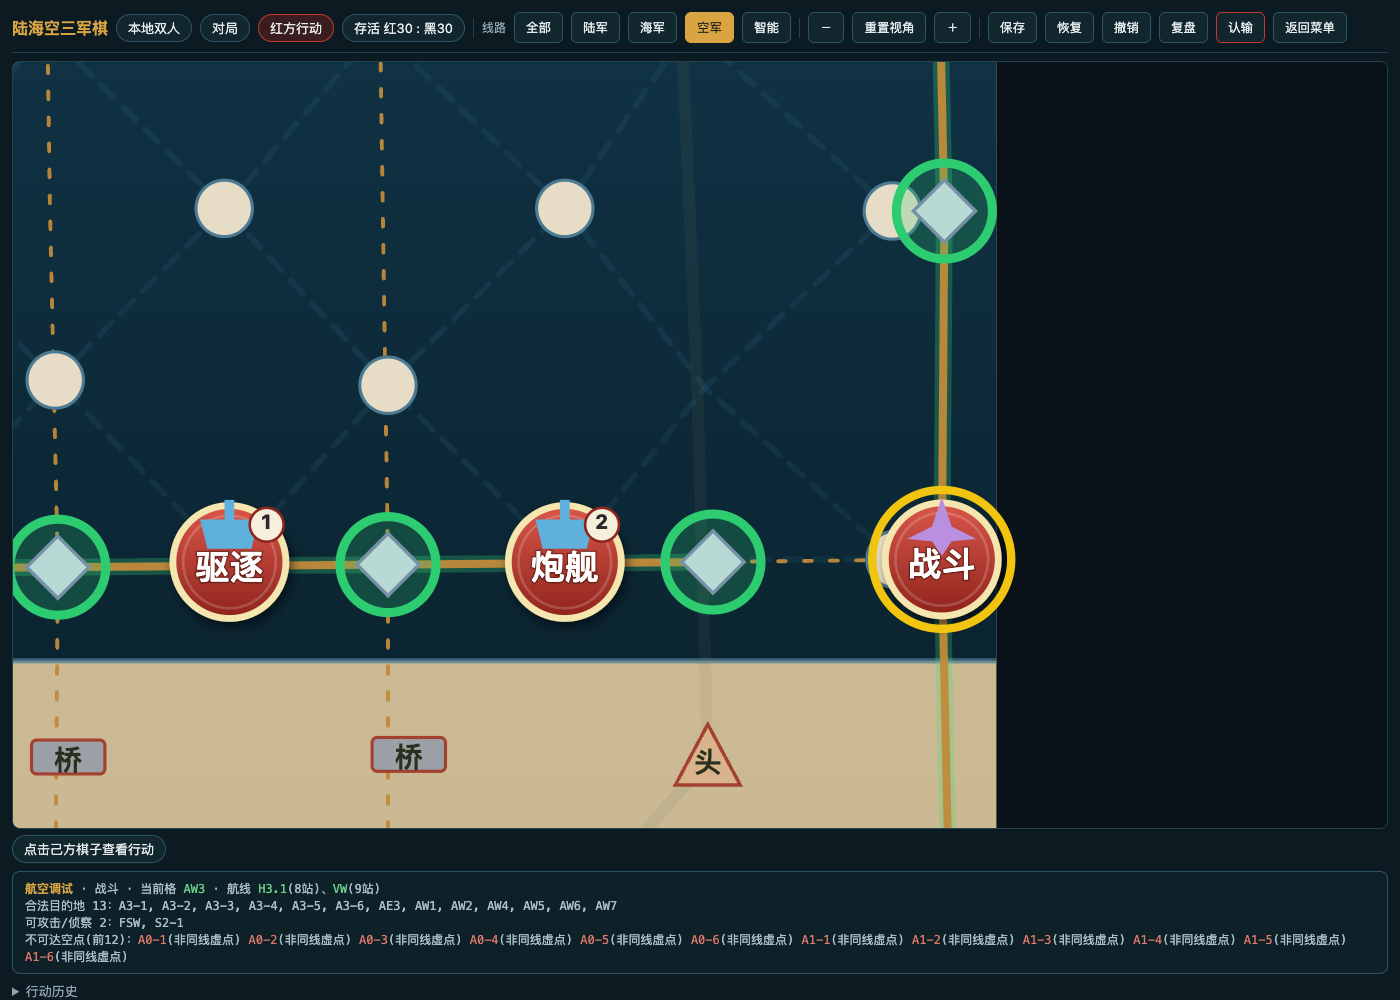 陆海空三军棋 本地双人 对局 红方行动 存活 红30 : 黑30 线路 全部 陆军 海军 空军 智能 − 重置视角 + 保存 恢复 撤销 复盘 认输 返回菜单
1 2
驱逐 炮舰 战斗
桥 桥 头
点击己方棋子查看行动
航空调试 · 战斗 · 当前格 AW3 · 航线 H3.1(8站)、VW(9站)
合法目的地 13: A3-1, A3-2, A3-3, A3-4, A3-5, A3-6, AE3, AW1, AW2, AW4, AW5, AW6, AW7
可攻击/侦察 2: FSW, S2-1
不可达空点(前12): A0-1(非同线虚点) A0-2(非同线虚点) A0-3(非同线虚点) A0-4(非同线虚点) A0-5(非同线虚点) A0-6(非同线虚点) A1-1(非同线虚点) A1-2(非同线虚点) A1-3(非同线虚点) A1-4(非同线虚点) A1-5(非同线虚点)
A1-6(非同线虚点)
▶ 行动历史